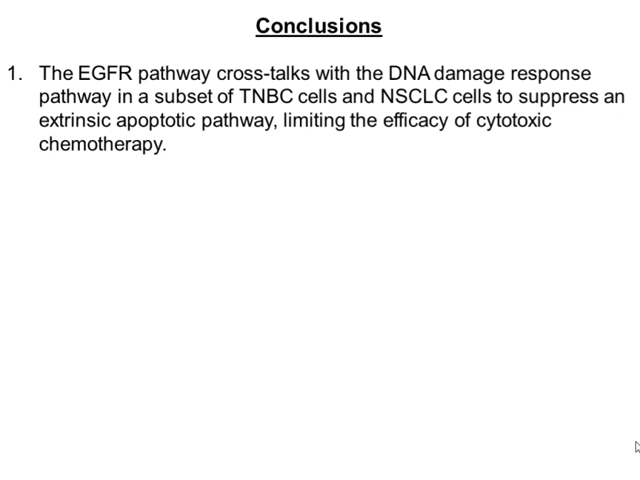 Conclusions
1. The EGFR pathway cross-talks with the DNA damage response
pathway in a subset of TNBC cells and NSCLC cells to suppress an
extrinsic apoptotic pathway, limiting the efficacy of cytotoxic
chemotherapy.